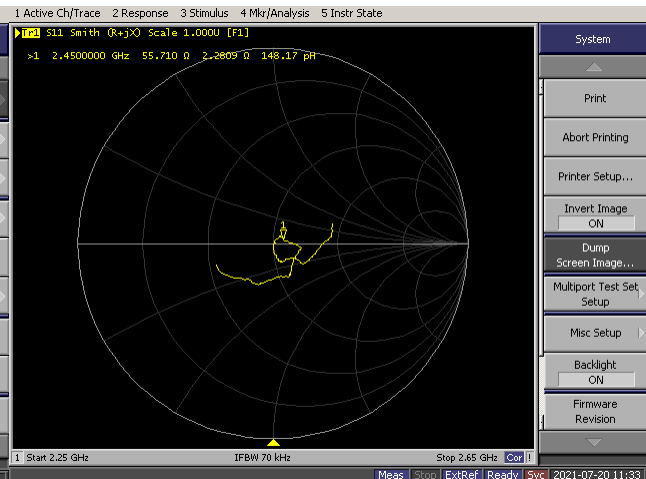 1 Active Ch/Trace 2 Response 3 Stimulus 4 Mkr/Analysis 5 Instr State
Tr1 S11 Smith (R+jX) Scale 1.000U [F1]
>1 2.4500000 GHz 55.710 Ω 2.2809 Ω 148.17 pH
System
Print
Abort Printing
Printer Setup...
Invert Image
ON
Dump
Screen Image...
Multiport Test Set
Setup
Misc Setup
Backlight
ON
Firmware
Revision
1 Start 2.25 GHz IFBW 70 kHz Stop 2.65 GHz Cor !
Meas Stop ExtRef Ready Svc 2021-07-20 11:33